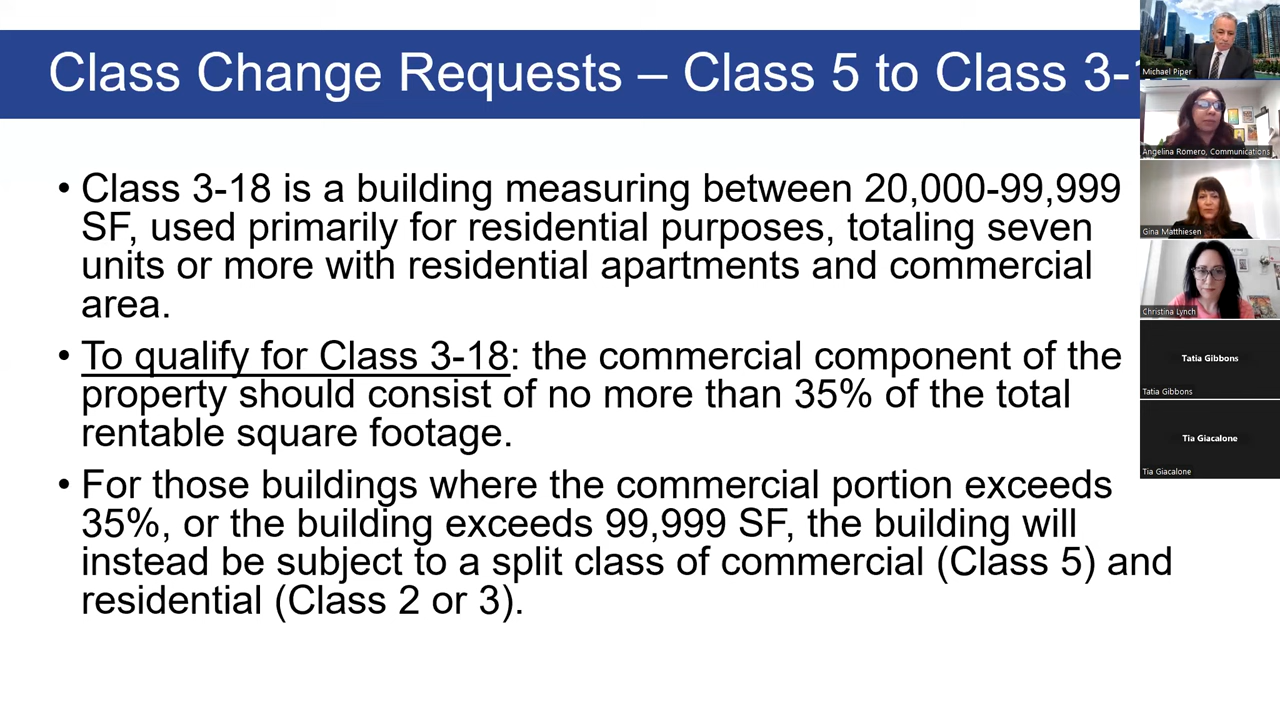 Class Change Requests – Class 5 to Class 3-
• Class 3-18 is a building measuring between 20,000-99,999
SF, used primarily for residential purposes, totaling seven
units or more with residential apartments and commercial
area.
• To qualify for Class 3-18: the commercial component of the
property should consist of no more than 35% of the total
rentable square footage.
• For those buildings where the commercial portion exceeds
35%, or the building exceeds 99,999 SF, the building will
instead be subject to a split class of commercial (Class 5) and
residential (Class 2 or 3).
Michael Piper
Angelina Romero, Communications
Gina Matthiesen
Christina Lynch
Tatia Gibbons
Tatia Gibbons
Tia Giacalone
Tia Giacalone